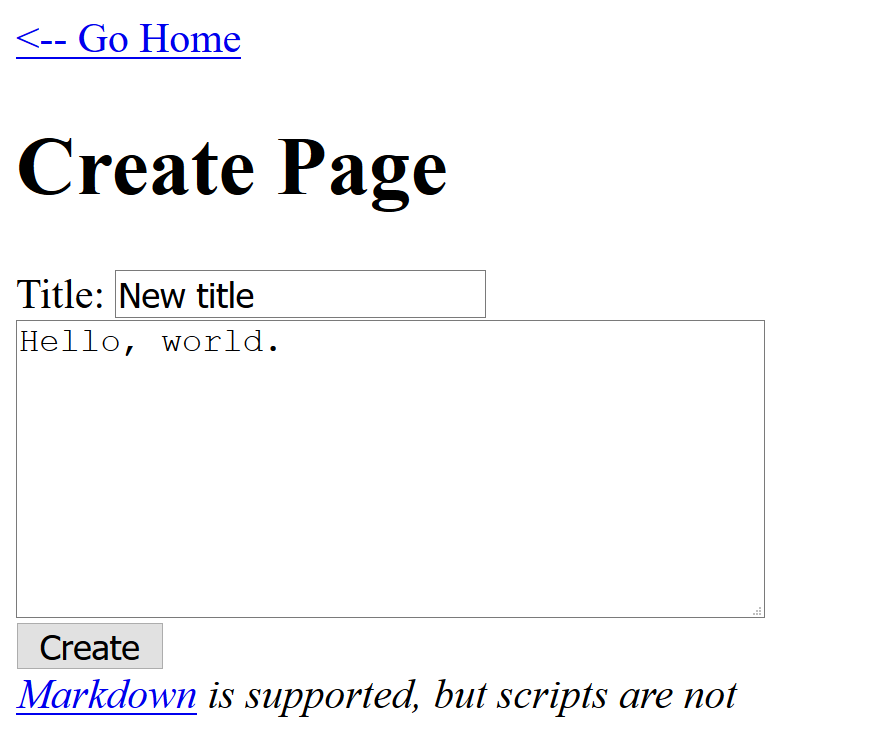 <-- Go Home
Create Page
Title: New title
Hello, world.
Create
Markdown is supported, but scripts are not